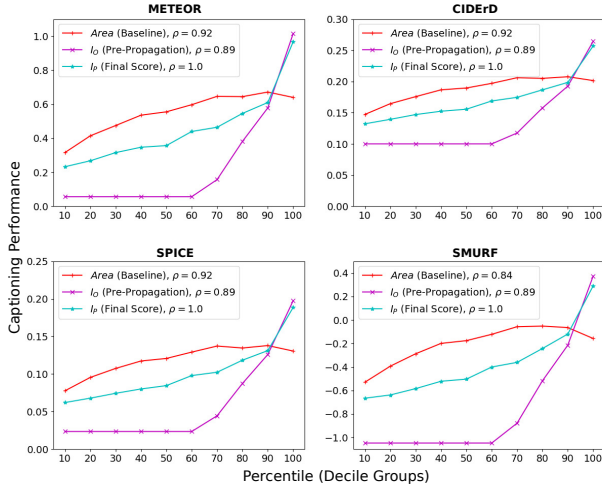 METEOR
CIDErD
Captioning Performance
1.0
0.8
0.6
0.4
0.2
0.0
Area (Baseline), ρ = 0.92
I_O (Pre-Propagation), ρ = 0.89
I_P (Final Score), ρ = 1.0
10 20 30 40 50 60 70 80 90 100
0.30
0.25
0.20
0.15
0.10
0.05
0.00
Area (Baseline), ρ = 0.92
I_O (Pre-Propagation), ρ = 0.89
I_P (Final Score), ρ = 1.0
10 20 30 40 50 60 70 80 90 100
SPICE
SMURF
0.25
0.20
0.15
0.10
0.05
0.00
Area (Baseline), ρ = 0.92
I_O (Pre-Propagation), ρ = 0.89
I_P (Final Score), ρ = 1.0
10 20 30 40 50 60 70 80 90 100
0.4
0.2
0.0
−0.2
−0.4
−0.6
−0.8
−1.0
Area (Baseline), ρ = 0.84
I_O (Pre-Propagation), ρ = 0.89
I_P (Final Score), ρ = 1.0
10 20 30 40 50 60 70 80 90 100
Percentile (Decile Groups)